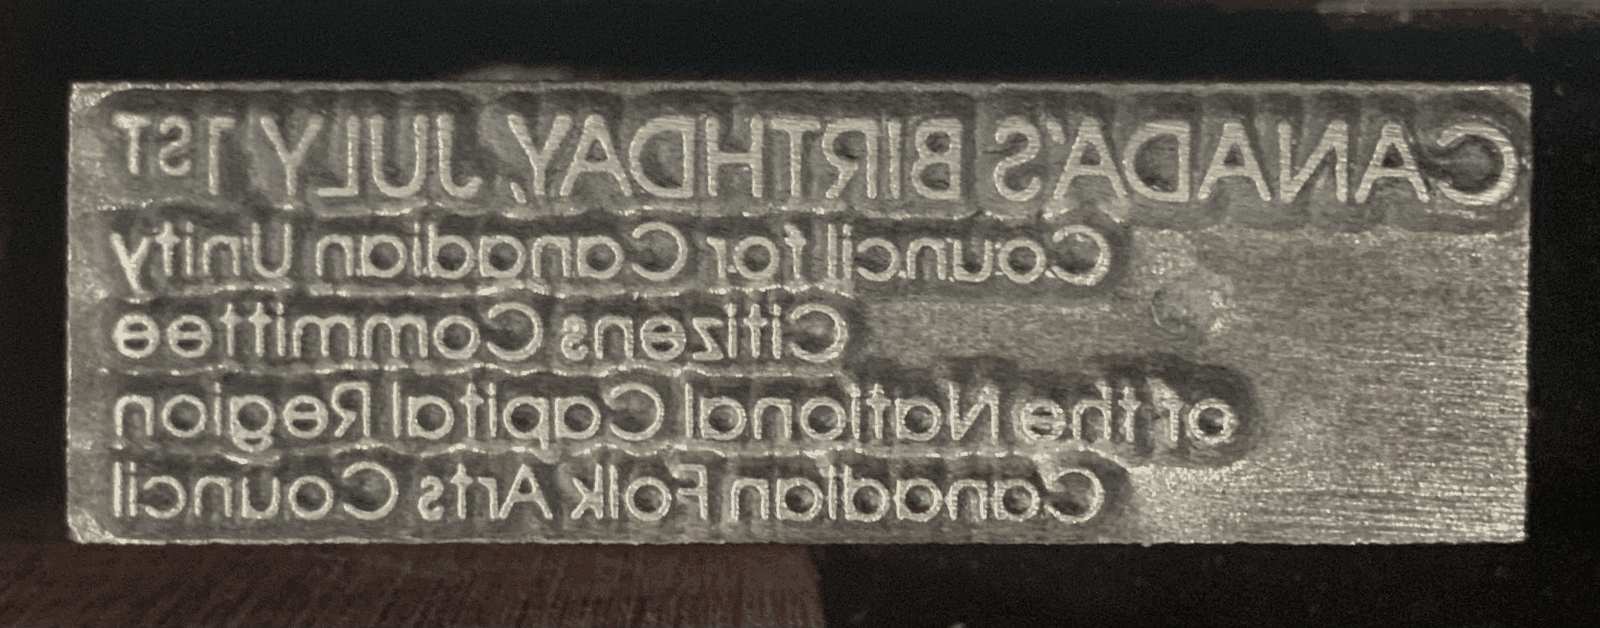 CANADA'S BIRTHDAY, JULY 1ST
Council for Canadian Unity
Citizens Committee
of the National Capital Region
Canadian Folk Arts Council